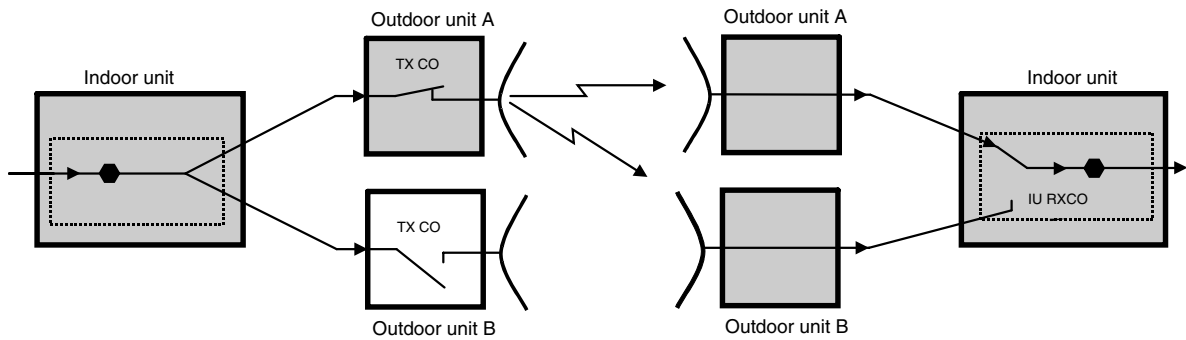 Outdoor unit A
Outdoor unit A
Indoor unit
Indoor unit
TX CO
IU RXCO
TX CO
Outdoor unit B
Outdoor unit B